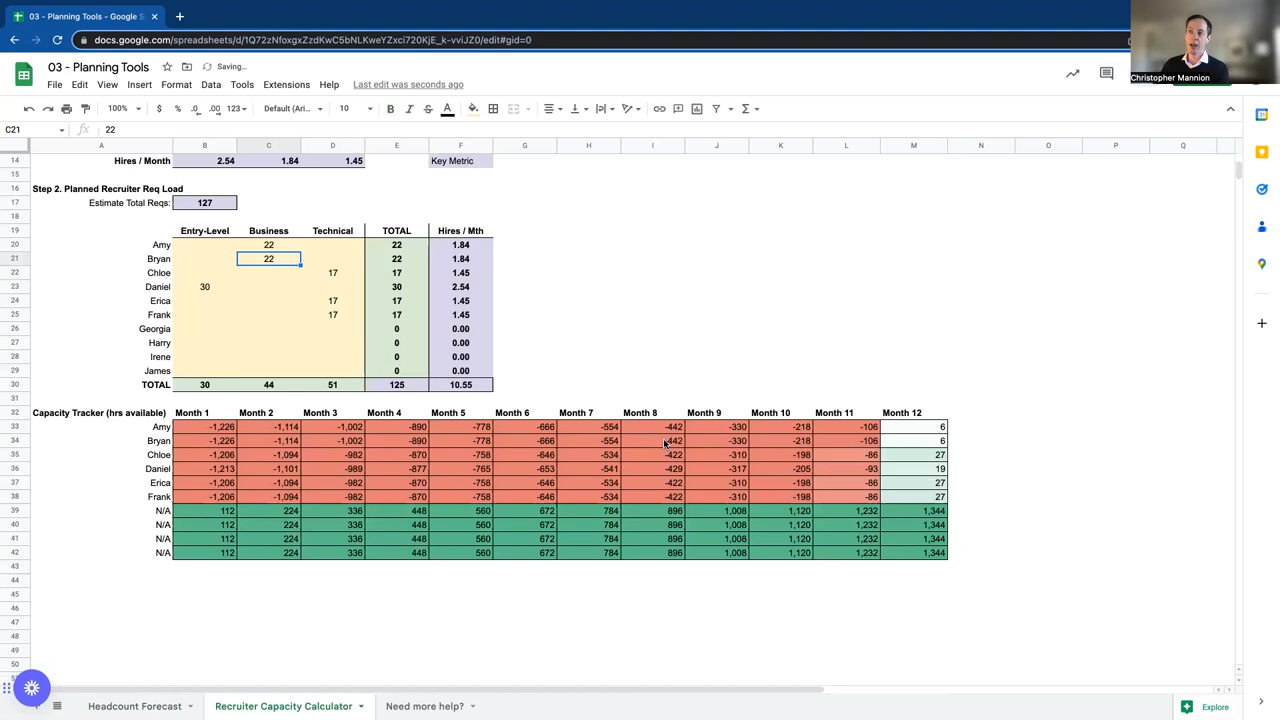 03 - Planning Tools - Google S
docs.google.com/spreadsheets/d/1Q72zNfoxgxZzdKwC5bNLKweYZxci720KjE_k-vviJZ0/edit#gid=0
Christopher Mannion
03 - Planning Tools Saving...
File Edit View Insert Format Data Tools Extensions Help Last edit was seconds ago
100% $ % .0 .00 123 Default (Ari... 10 B I S A
C21 fx 22
A B C D E F G H I J K L M N O P Q
14 Hires / Month 2.54 1.84 1.45 Key Metric
15
16 Step 2. Planned Recruiter Req Load
17 Estimate Total Reqs: 127
18
19 Entry-Level Business Technical TOTAL Hires / Mth
20 Amy 22 22 1.84
21 Bryan 22 22 1.84
22 Chloe 17 17 1.45
23 Daniel 30 30 2.54
24 Erica 17 17 1.45
25 Frank 17 17 1.45
26 Georgia 0 0.00
27 Harry 0 0.00
28 Irene 0 0.00
29 James 0 0.00
30 TOTAL 30 44 51 125 10.55
31
32 Capacity Tracker (hrs available) Month 1 Month 2 Month 3 Month 4 Month 5 Month 6 Month 7 Month 8 Month 9 Month 10 Month 11 Month 12
33 Amy -1,226 -1,114 -1,002 -890 -778 -666 -554 -442 -330 -218 -106 6
34 Bryan -1,226 -1,114 -1,002 -890 -778 -666 -554 -442 -330 -218 -106 6
35 Chloe -1,206 -1,094 -982 -870 -758 -646 -534 -422 -310 -198 -86 27
36 Daniel -1,213 -1,101 -989 -877 -765 -653 -541 -429 -317 -205 -93 19
37 Erica -1,206 -1,094 -982 -870 -758 -646 -534 -422 -310 -198 -86 27
38 Frank -1,206 -1,094 -982 -870 -758 -646 -534 -422 -310 -198 -86 27
39 N/A 112 224 336 448 560 672 784 896 1,008 1,120 1,232 1,344
40 N/A 112 224 336 448 560 672 784 896 1,008 1,120 1,232 1,344
41 N/A 112 224 336 448 560 672 784 896 1,008 1,120 1,232 1,344
42 N/A 112 224 336 448 560 672 784 896 1,008 1,120 1,232 1,344
43
44
45
46
47
48
49
50
Headcount Forecast Recruiter Capacity Calculator Need more help? Explore